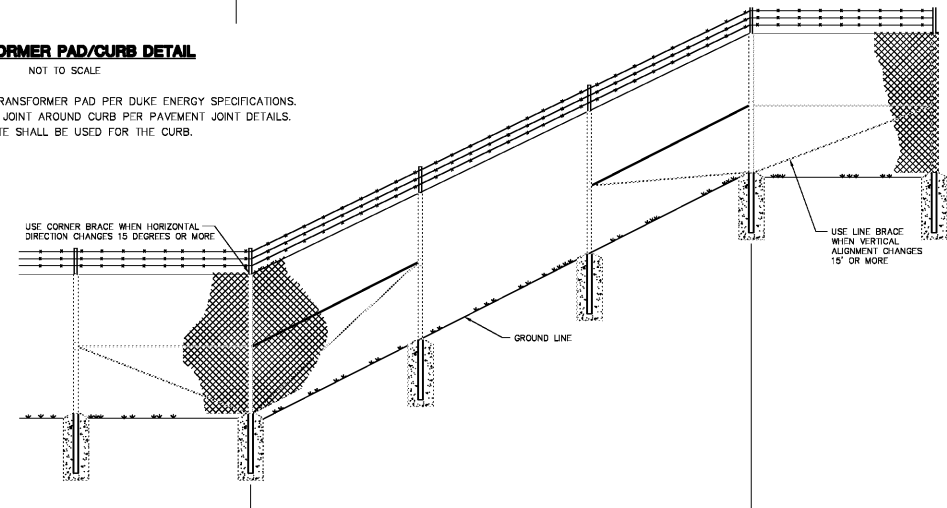 ORMER PAD/CURB DETAIL
NOT TO SCALE
RANSFORMER PAD PER DUKE ENERGY SPECIFICATIONS.
JOINT AROUND CURB PER PAVEMENT JOINT DETAILS.
TE SHALL BE USED FOR THE CURB.
USE CORNER BRACE WHEN HORIZONTAL
DIRECTION CHANGES 15 DEGREES OR MORE
USE LINE BRACE
WHEN VERTICAL
ALIGNMENT CHANGES
15° OR MORE
GROUND LINE